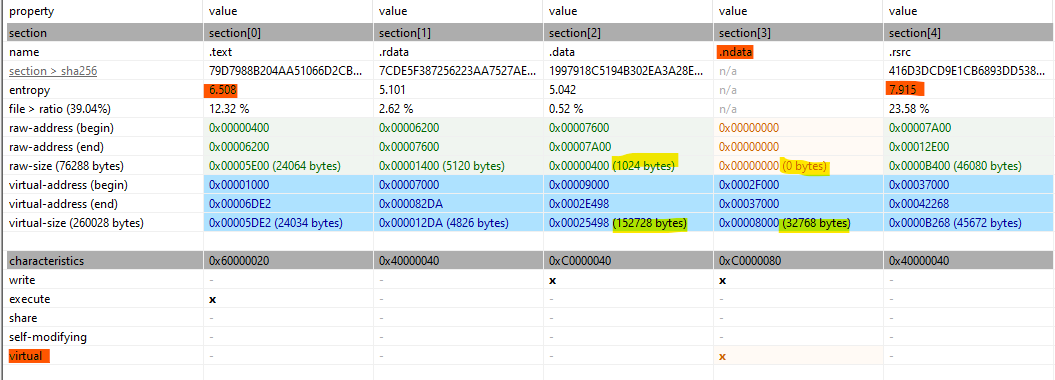 property value value value value value
section section[0] section[1] section[2] section[3] section[4]
name .text .rdata .data .ndata .rsrc
section > sha256 79D7988B204AA51066D2CB... 7CDE5F387256223AA7527AE... 1997918C5194B302EA3A28E... n/a 416D3DCD9E1CB6893DD538...
entropy 6.508 5.101 5.042 n/a 7.915
file > ratio (39.04%) 12.32 % 2.62 % 0.52 % n/a 23.58 %
raw-address (begin) 0x00000400 0x00006200 0x00007600 0x00000000 0x00007A00
raw-address (end) 0x00006200 0x00007600 0x00007A00 0x00000000 0x00012E00
raw-size (76288 bytes) 0x00005E00 (24064 bytes) 0x00001400 (5120 bytes) 0x00000400 (1024 bytes) 0x00000000 (0 bytes) 0x0000B400 (46080 bytes)
virtual-address (begin) 0x00001000 0x00007000 0x00009000 0x0002F000 0x00037000
virtual-address (end) 0x00006DE2 0x000082DA 0x0002E498 0x00037000 0x00042268
virtual-size (260028 bytes) 0x00005DE2 (24034 bytes) 0x000012DA (4826 bytes) 0x00025498 (152728 bytes) 0x00008000 (32768 bytes) 0x0000B268 (45672 bytes)
characteristics 0x60000020 0x40000040 0xC0000040 0xC0000080 0x40000040
write - - x x -
execute x - - - -
share - - - - -
self-modifying - - - - -
virtual - - - x -